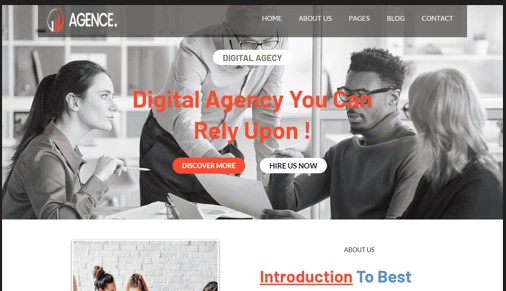 AGENCE.
HOME ABOUT US PAGES BLOG CONTACT
DIGITAL AGECY
Digital Agency You Can
Rely Upon !
DISCOVER MORE HIRE US NOW
ABOUT US
Introduction To Best